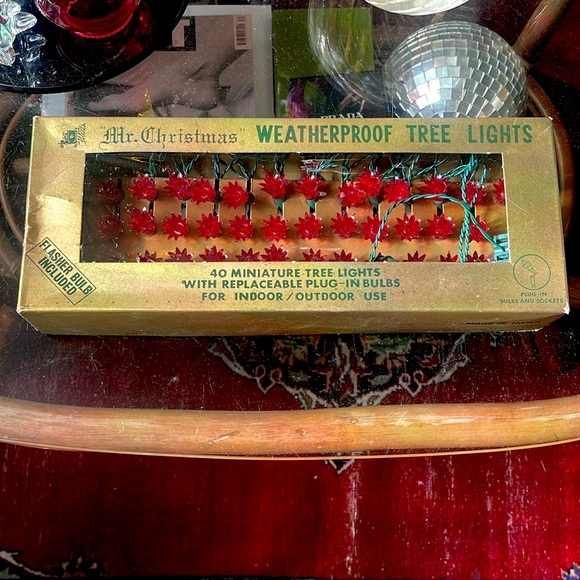 "Mr. Christmas" WEATHERPROOF TREE LIGHTS
FLASHER BULB
INCLUDED
40 MINIATURE TREE LIGHTS
WITH REPLACEABLE PLUG-IN BULBS
FOR INDOOR/OUTDOOR USE
PLUG-IN
BULBS AND SOCKETS